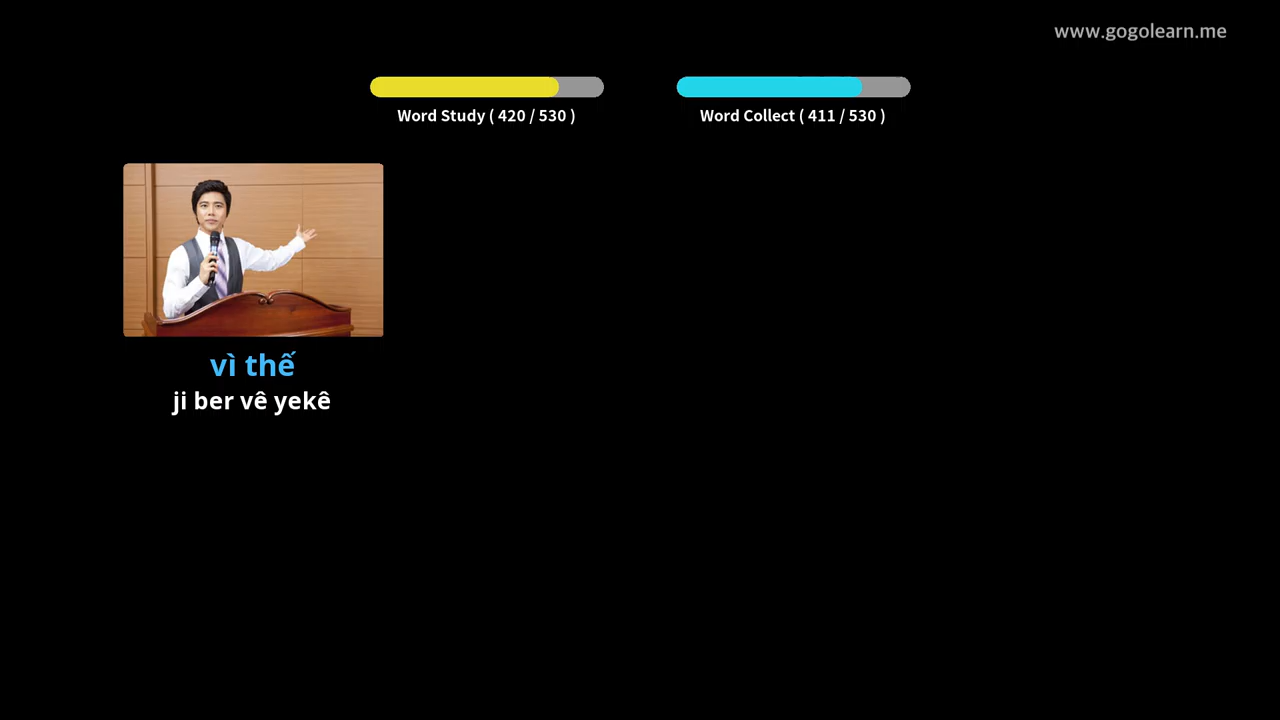 www.gogolearn.me
Word Study ( 420 / 530 )
Word Collect ( 411 / 530 )
vì thế
ji ber vê yekê